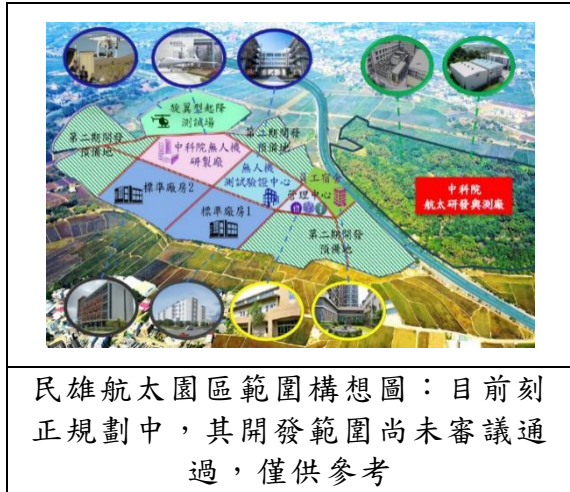 旋翼型起降
測試場
第二期開發
預備地
第二期開發
預備地
中科院無人機
研製廠
無人機
測試驗證中心
員工宿舍
管理中心
標準廠房2
標準廠房1
第二期開發
預備地
中科院
航太研發與測廠
民雄航太園區範圍構想圖：目前刻
正規劃中，其開發範圍尚未審議通
過，僅供參考